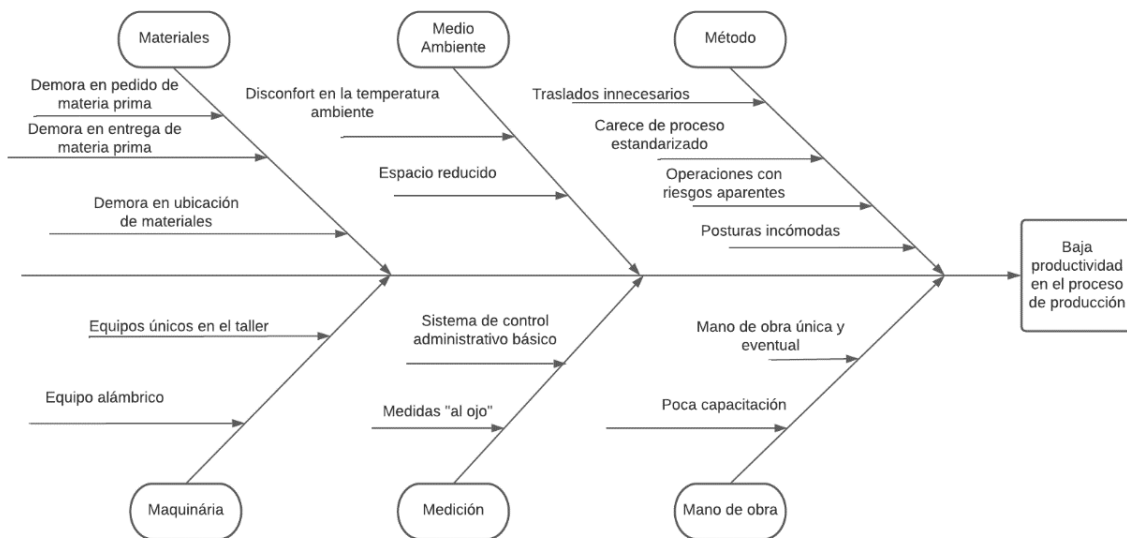 Materiales
Medio
Ambiente
Método
Demora en pedido de
materia prima
Demora en entrega de
materia prima
Demora en ubicación
de materiales
Disconfort en la temperatura
ambiente
Espacio reducido
Traslados innecesarios
Carece de proceso
estandarizado
Operaciones con
riesgos aparentes
Posturas incómodas
Baja
productividad
en el proceso
de producción
Equipos únicos en el taller
Equipo alámbrico
Sistema de control
administrativo básico
Medidas "al ojo"
Mano de obra única y
eventual
Poca capacitación
Maquinária
Medición
Mano de obra